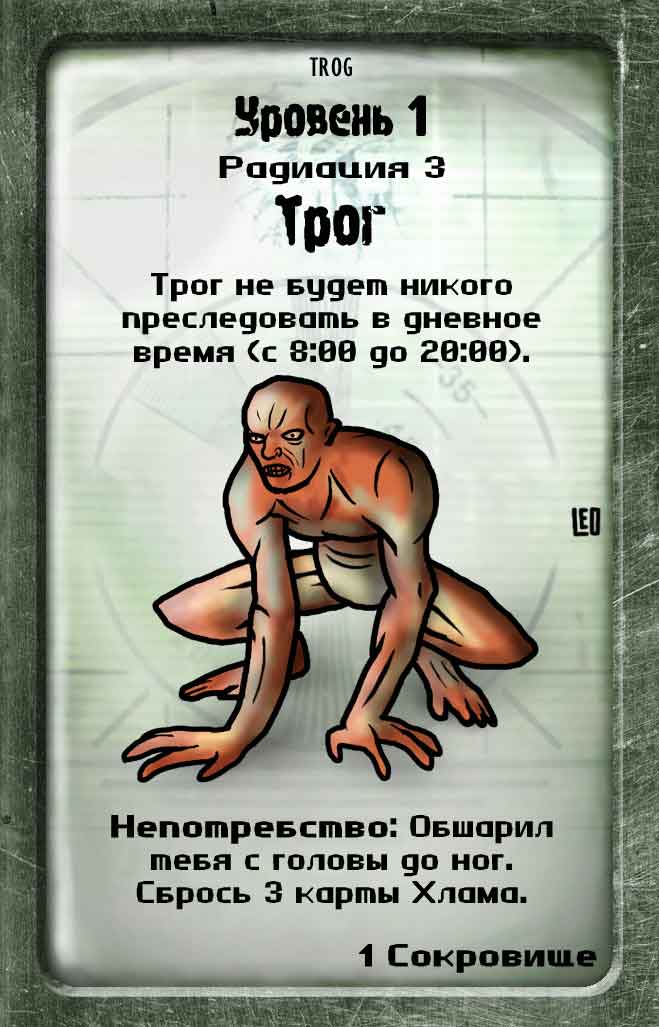 TROG
Уровень 1
Радиация 3
Трог
Трог не будет никого
преследовать в дневное
время (с 8:00 до 20:00).
35
LEO
Непотребство: Обшарил
тебя с головы до ног.
Сбрось 3 карты Хлама.
1 Сокровище